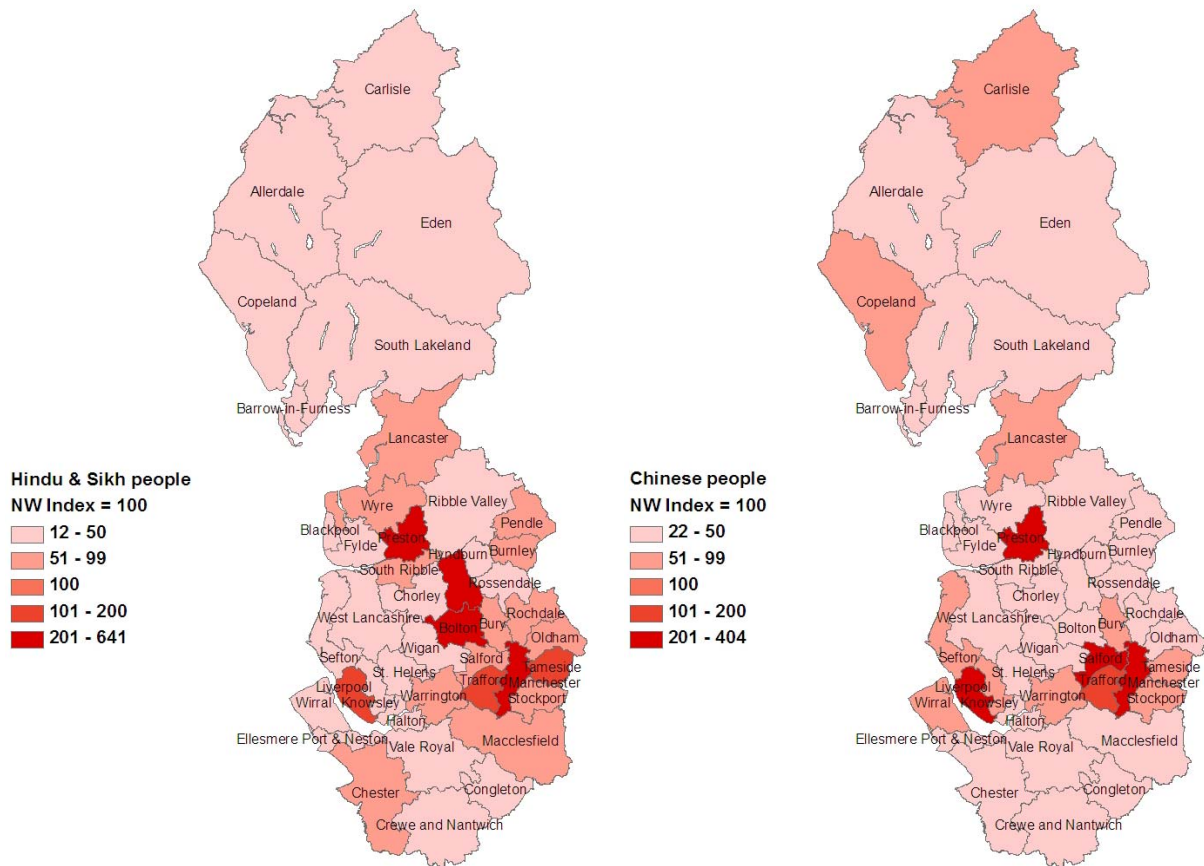 Carlisle
Allerdale
Eden
Copeland
South Lakeland
Barrow-in-Furness
Lancaster
Hindu & Sikh people
NW Index = 100
12 - 50
51 - 99
100
101 - 200
201 - 641
Wyre
Ribble Valley
Blackpool
Preston
Pendle
Fylde
Hyndburn
Burnley
South Ribble
Rossendale
Chorley
West Lancashire
Rochdale
Bolton
Bury
Oldham
Wigan
Sefton
Salford
St. Helens
Tameside
Liverpool
Trafford
Manchester
Wirral
Knowsley
Warrington
Stockport
Halton
Ellesmere Port & Neston
Vale Royal
Macclesfield
Chester
Congleton
Crewe and Nantwich
Carlisle
Allerdale
Eden
Copeland
South Lakeland
Barrow-in-Furness
Lancaster
Chinese people
NW Index = 100
22 - 50
51 - 99
100
101 - 200
201 - 404
Wyre
Ribble Valley
Blackpool
Preston
Pendle
Fylde
Hyndburn
Burnley
South Ribble
Rossendale
Chorley
West Lancashire
Rochdale
Bolton
Bury
Oldham
Wigan
Sefton
Salford
St. Helens
Tameside
Liverpool
Trafford
Manchester
Wirral
Knowsley
Warrington
Stockport
Halton
Ellesmere Port & Neston
Vale Royal
Macclesfield
Chester
Congleton
Crewe and Nantwich